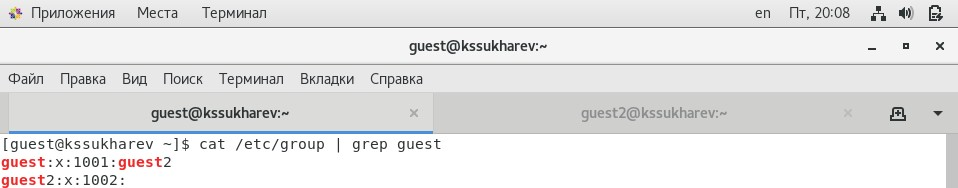 Приложения Места Терминал en Пт, 20:08
guest@kssukharev:~
Файл Правка Вид Поиск Терминал Вкладки Справка
guest@kssukharev:~ × guest2@kssukharev:~ ×
[guest@kssukharev ~]$ cat /etc/group | grep guest
guest:x:1001:guest2
guest2:x:1002: